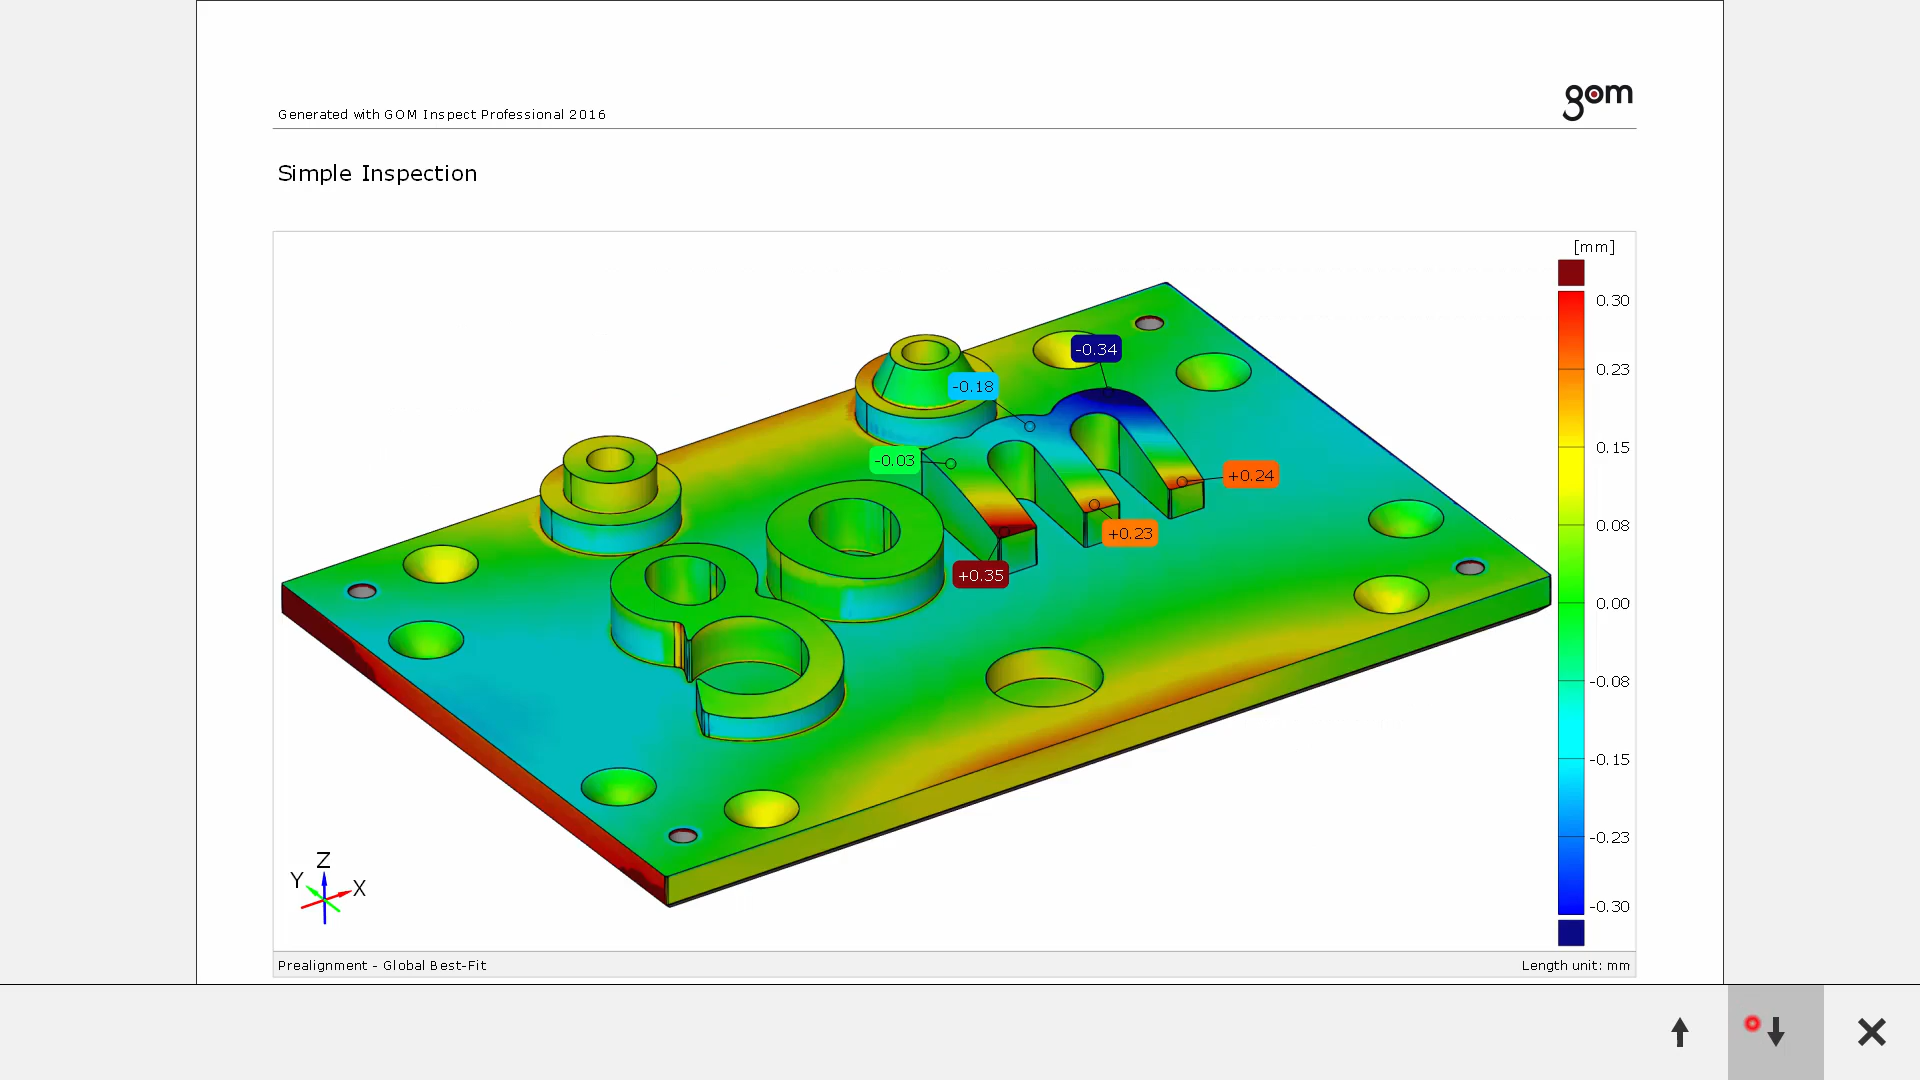 gom
Generated with GOM Inspect Professional 2016
Simple Inspection
[mm]
0.30
0.23
0.15
0.08
0.00
-0.08
-0.15
-0.23
-0.30
-0.34
-0.18
-0.03
+0.24
+0.23
+0.35
gom
Z
Y
X
Prealignment - Global Best-Fit
Length unit: mm